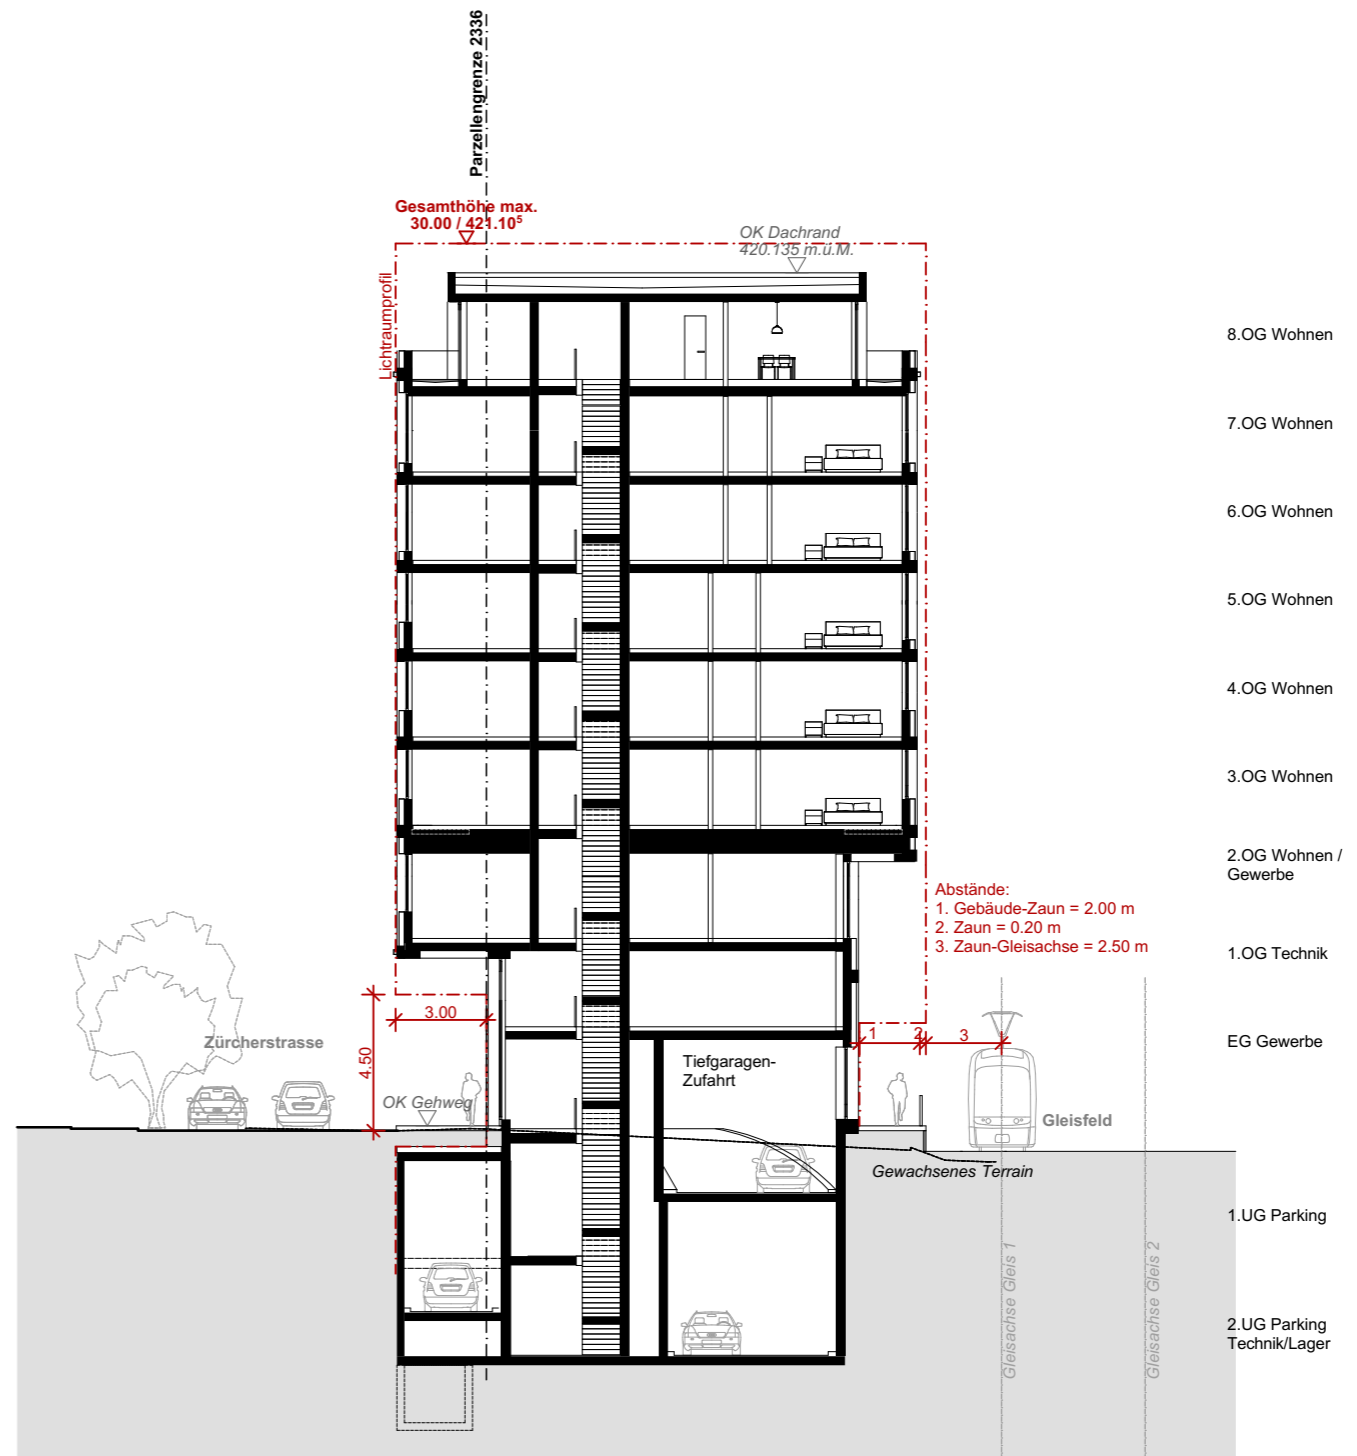 Parzellengrenze 2336
Gesamthöhe max.
30.00 / 421.10⁵
OK Dachrand
420.135 m.ü.M.
Lichtraumprofil
8.OG Wohnen
7.OG Wohnen
6.OG Wohnen
5.OG Wohnen
4.OG Wohnen
3.OG Wohnen
2.OG Wohnen /
Gewerbe
Abstände:
1. Gebäude-Zaun = 2.00 m
2. Zaun = 0.20 m
3. Zaun-Gleisachse = 2.50 m
1.OG Technik
3.00
4.50
Zürcherstrasse
1
2
3
EG Gewerbe
Tiefgaragen-
Zufahrt
OK Gehweg
Gleisfeld
Gewachsenes Terrain
1.UG Parking
Gleisachse Gleis 1
Gleisachse Gleis 2
2.UG Parking
Technik/Lager